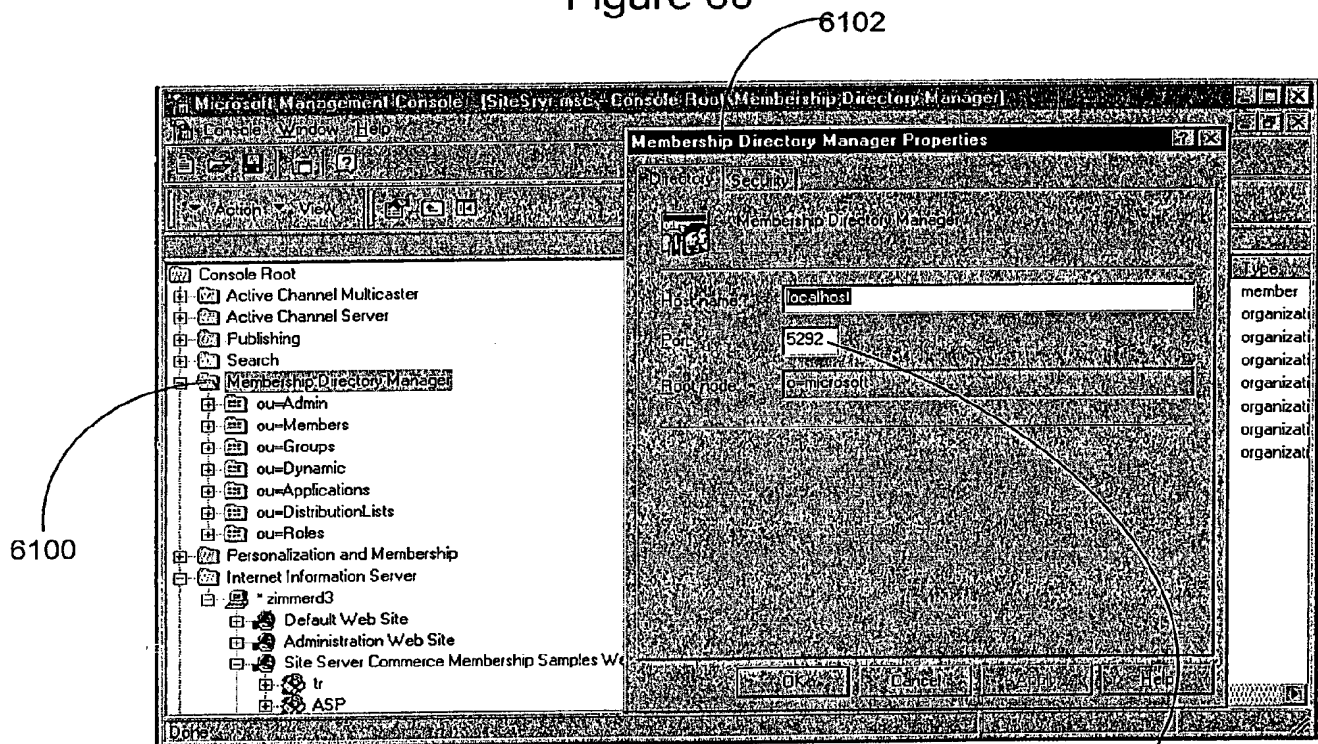 6102
Microsoft Management Console - [SiteSrvr.msc - Console Root\Membership Directory Manager]
Console Window Help
Action View
Console Root
Active Channel Multicaster
Active Channel Server
Publishing
Search
Membership Directory Manager
ou=Admin
ou=Members
ou=Groups
ou=Dynamic
ou=Applications
ou=DistributionLists
ou=Roles
Personalization and Membership
Internet Information Server
* zimmerd3
Default Web Site
Administration Web Site
Site Server Commerce Membership Samples We
tr
ASP
Done
Membership Directory Manager Properties
Directory Security
Membership Directory Manager
Host name localhost
Port 5292
Root node o=microsoft
OK Cancel Apply Help
Type
member
organizati
organizati
organizati
organizati
organizati
organizati
organizati
6100